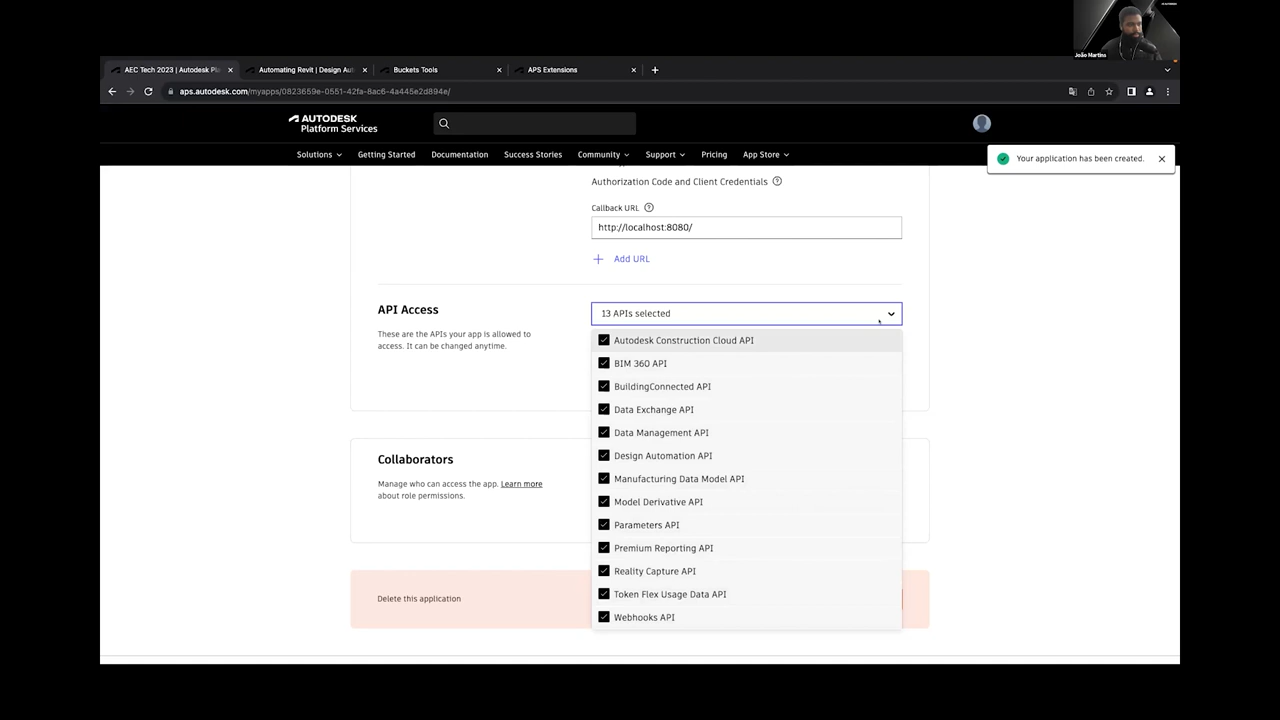 João Martins
AEC Tech 2023 | Autodesk Pla
Automating Revit | Design Aut
Buckets Tools
APS Extensions
aps.autodesk.com/myapps/0823659e-0551-42fa-8ac6-4a445e2d894e/
AUTODESK
Platform Services
Solutions
Getting Started
Documentation
Success Stories
Community
Support
Pricing
App Store
Your application has been created.
Authorization Code and Client Credentials
Callback URL
http://localhost:8080/
Add URL
API Access
These are the APIs your app is allowed to
access. It can be changed anytime.
13 APIs selected
Autodesk Construction Cloud API
BIM 360 API
BuildingConnected API
Data Exchange API
Data Management API
Design Automation API
Manufacturing Data Model API
Model Derivative API
Parameters API
Premium Reporting API
Reality Capture API
Token Flex Usage Data API
Webhooks API
Collaborators
Manage who can access the app. Learn more
about role permissions.
Delete this application